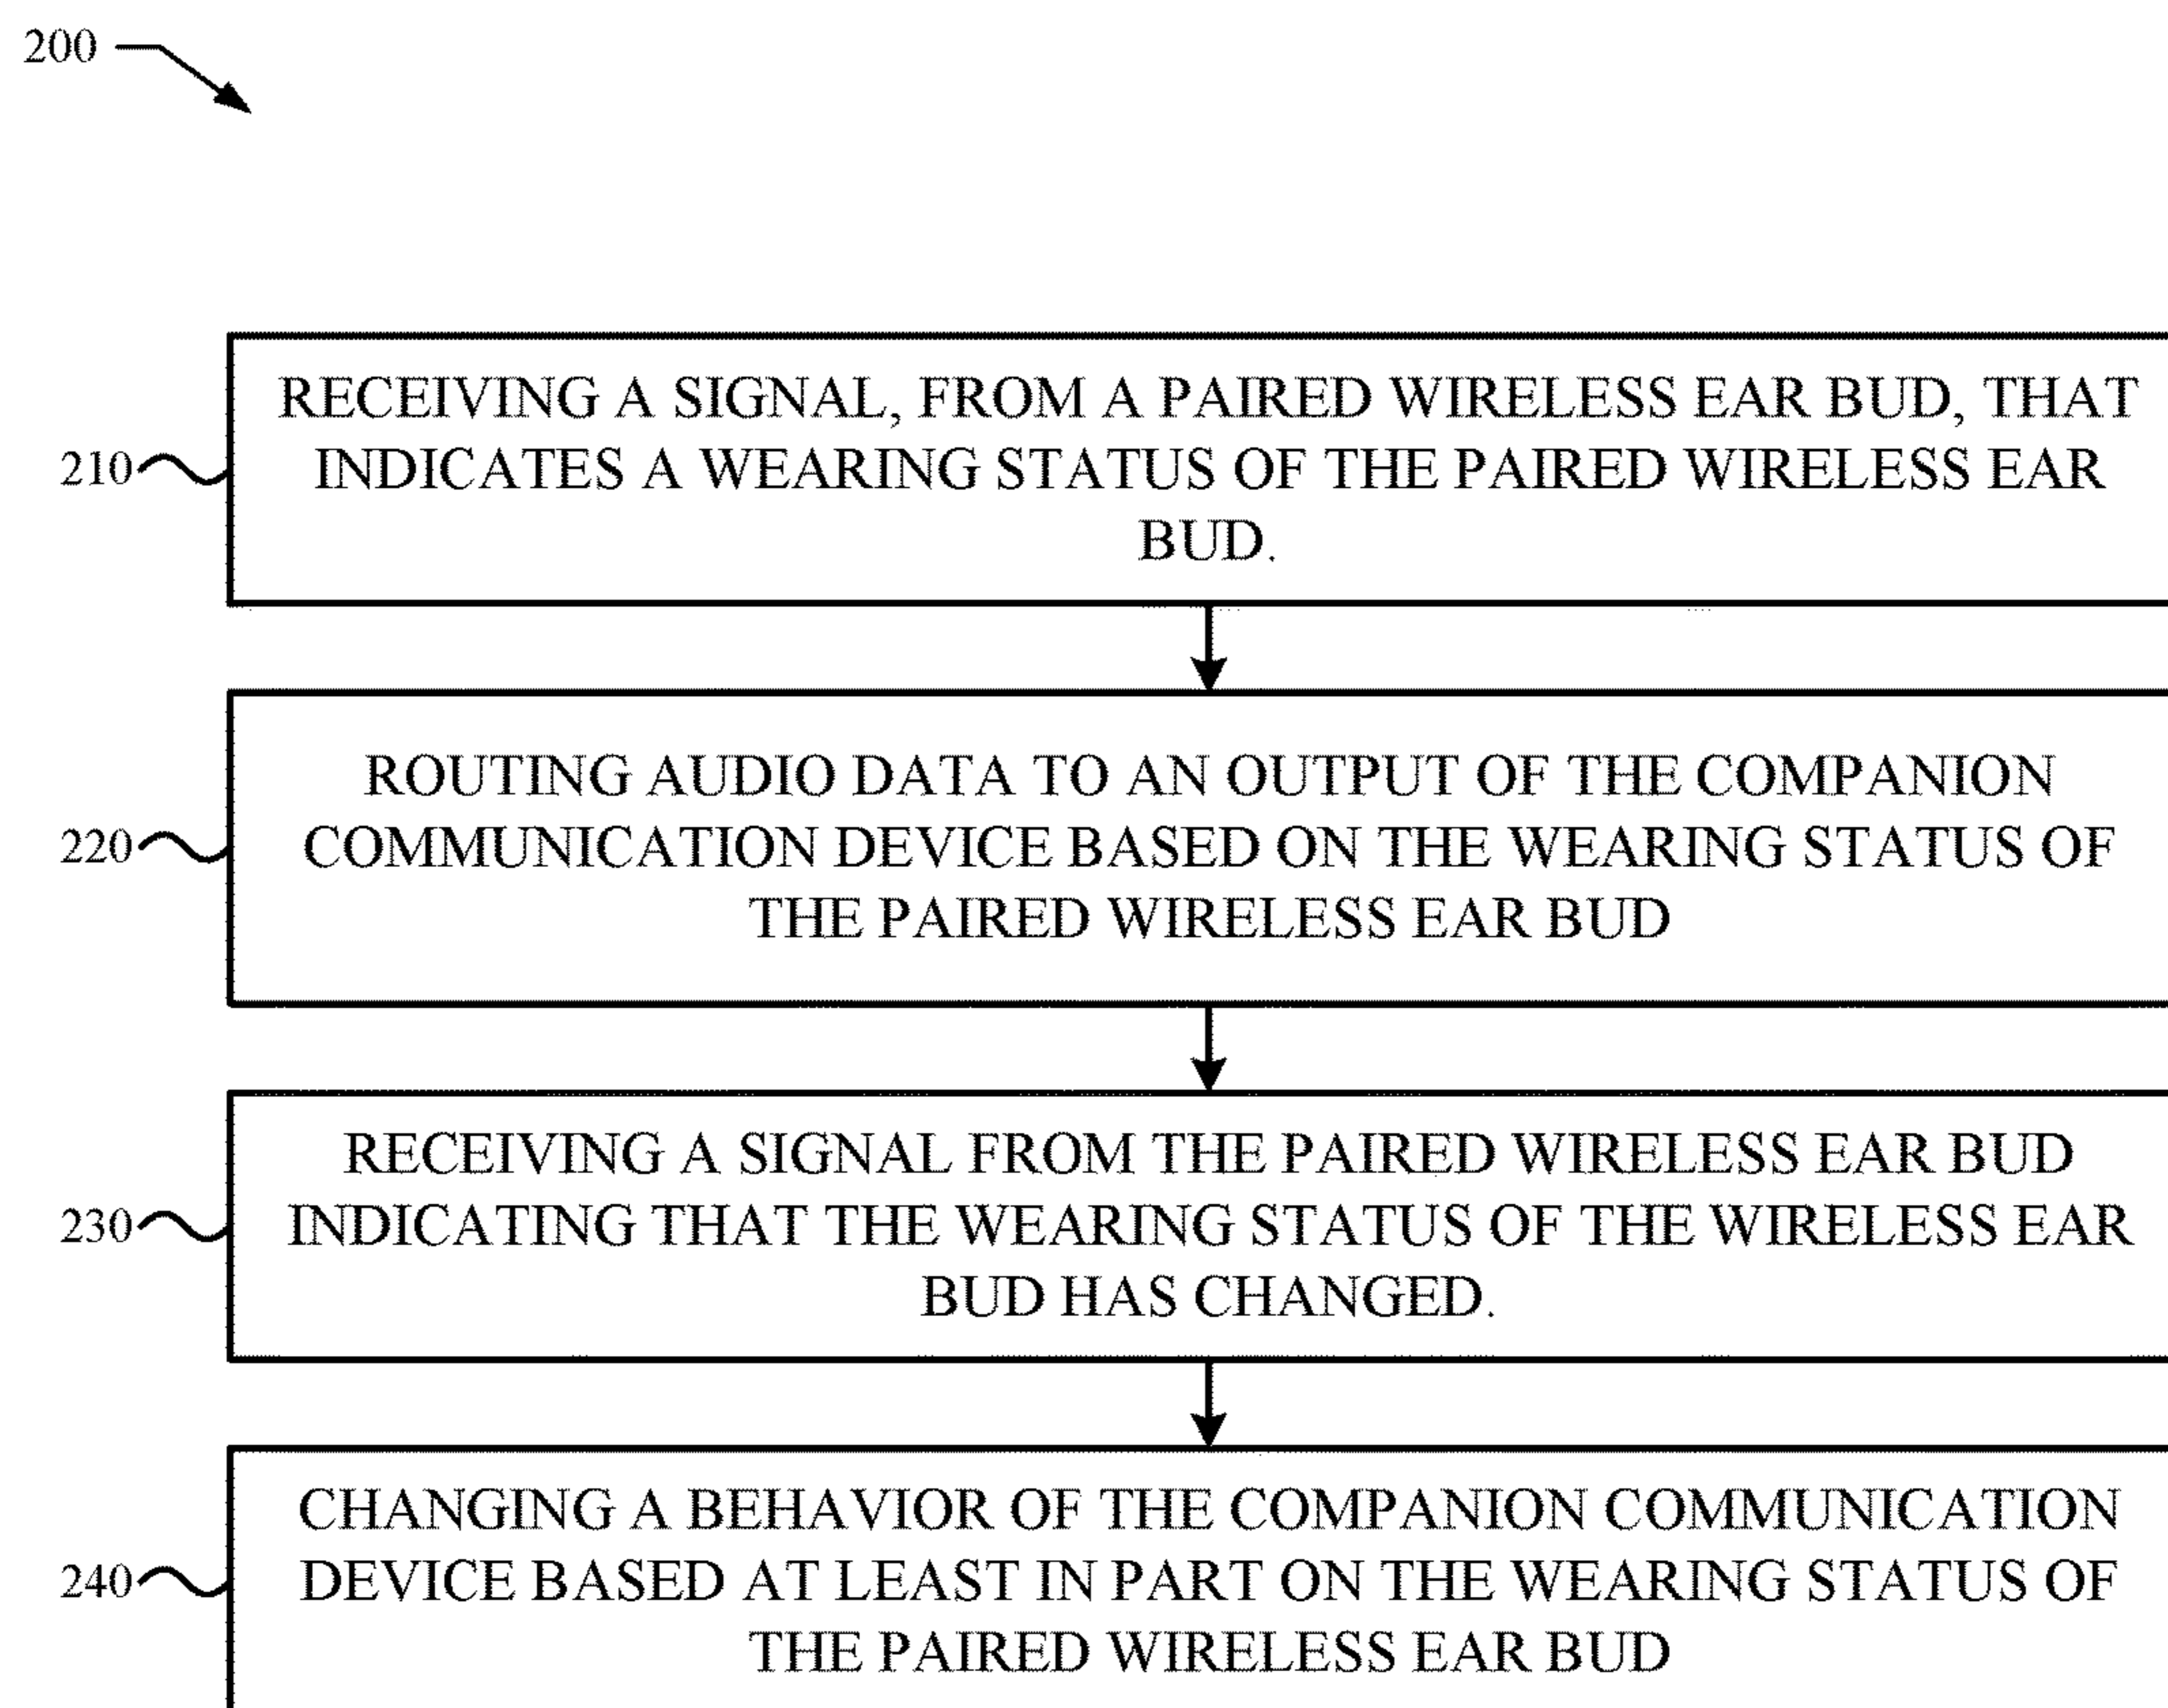 200
RECEIVING A SIGNAL, FROM A PAIRED WIRELESS EAR BUD, THAT
INDICATES A WEARING STATUS OF THE PAIRED WIRELESS EAR
BUD.
210
ROUTING AUDIO DATA TO AN OUTPUT OF THE COMPANION
COMMUNICATION DEVICE BASED ON THE WEARING STATUS OF
THE PAIRED WIRELESS EAR BUD
220
RECEIVING A SIGNAL FROM THE PAIRED WIRELESS EAR BUD
INDICATING THAT THE WEARING STATUS OF THE WIRELESS EAR
BUD HAS CHANGED.
230
CHANGING A BEHAVIOR OF THE COMPANION COMMUNICATION
DEVICE BASED AT LEAST IN PART ON THE WEARING STATUS OF
THE PAIRED WIRELESS EAR BUD
240